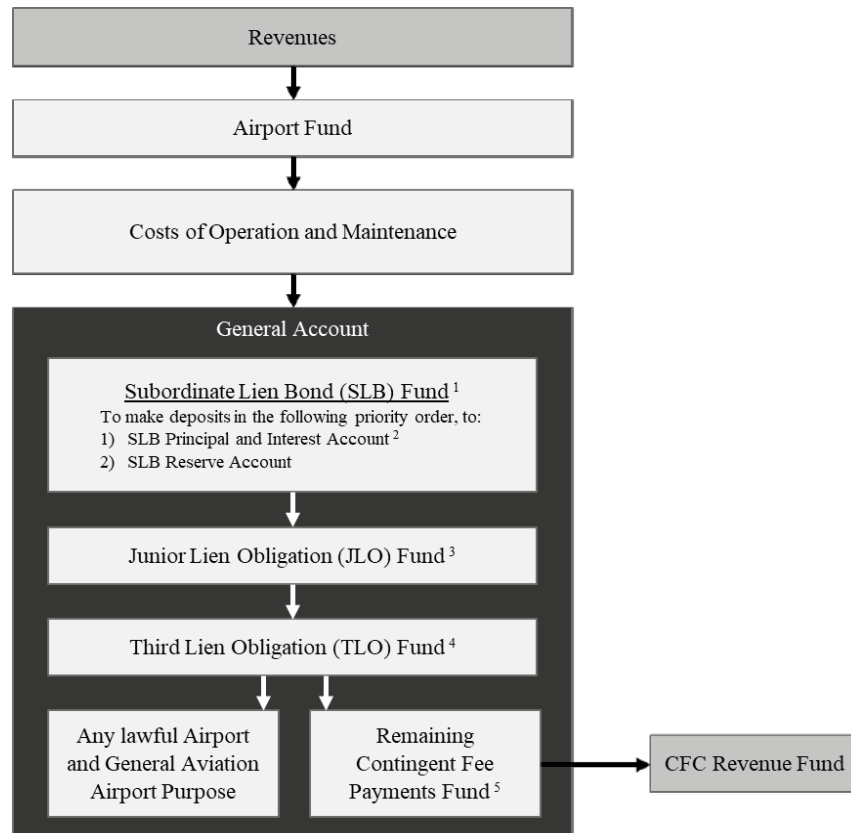 Revenues
Airport Fund
Costs of Operation and Maintenance
General Account
Subordinate Lien Bond (SLB) Fund 1
To make deposits in the following priority order, to:
1) SLB Principal and Interest Account 2
2) SLB Reserve Account
Junior Lien Obligation (JLO) Fund 3
Third Lien Obligation (TLO) Fund 4
Any lawful Airport
and General Aviation
Airport Purpose
Remaining
Contingent Fee
Payments Fund 5
CFC Revenue Fund